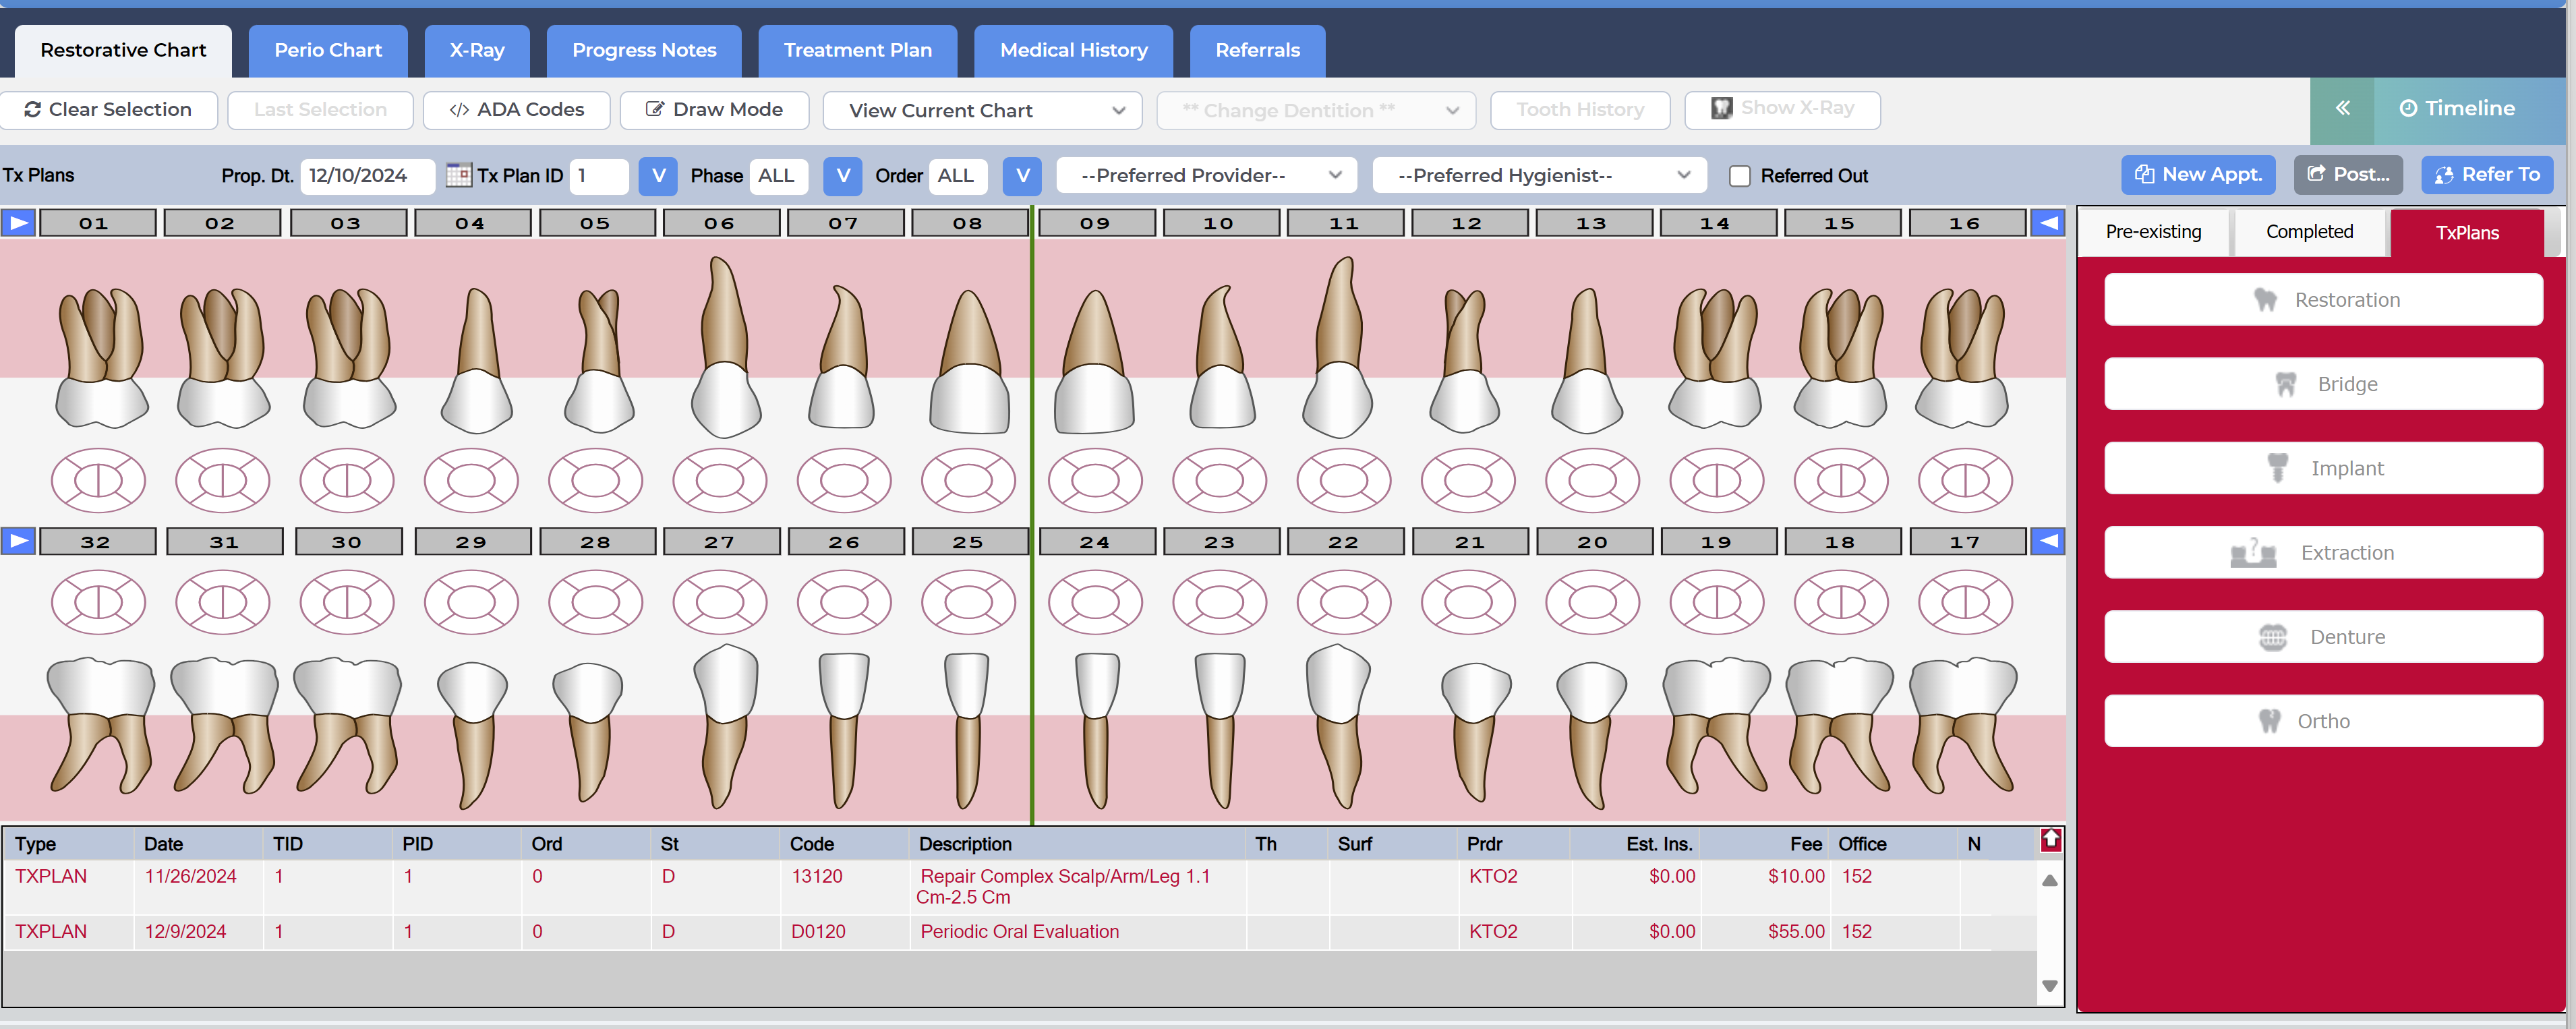 Restorative Chart Perio Chart X-Ray Progress Notes Treatment Plan Medical History Referrals
Clear Selection Last Selection </> ADA Codes Draw Mode View Current Chart ** Change Dentition ** Tooth History Show X-Ray « Timeline
Tx Plans Prop. Dt. 12/10/2024 Tx Plan ID 1 V Phase ALL V Order ALL V --Preferred Provider-- --Preferred Hygienist-- Referred Out New Appt. Post... Refer To
01 02 03 04 05 06 07 08 09 10 11 12 13 14 15 16
32 31 30 29 28 27 26 25 24 23 22 21 20 19 18 17
Pre-existing Completed TxPlans
Restoration
Bridge
Implant
? Extraction
Denture
Ortho
Type Date TID PID Ord St Code Description Th Surf Prdr Est. Ins. Fee Office N
TXPLAN 11/26/2024 1 1 0 D 13120 Repair Complex Scalp/Arm/Leg 1.1 KTO2 $0.00 $10.00 152
Cm-2.5 Cm
TXPLAN 12/9/2024 1 1 0 D D0120 Periodic Oral Evaluation KTO2 $0.00 $55.00 152